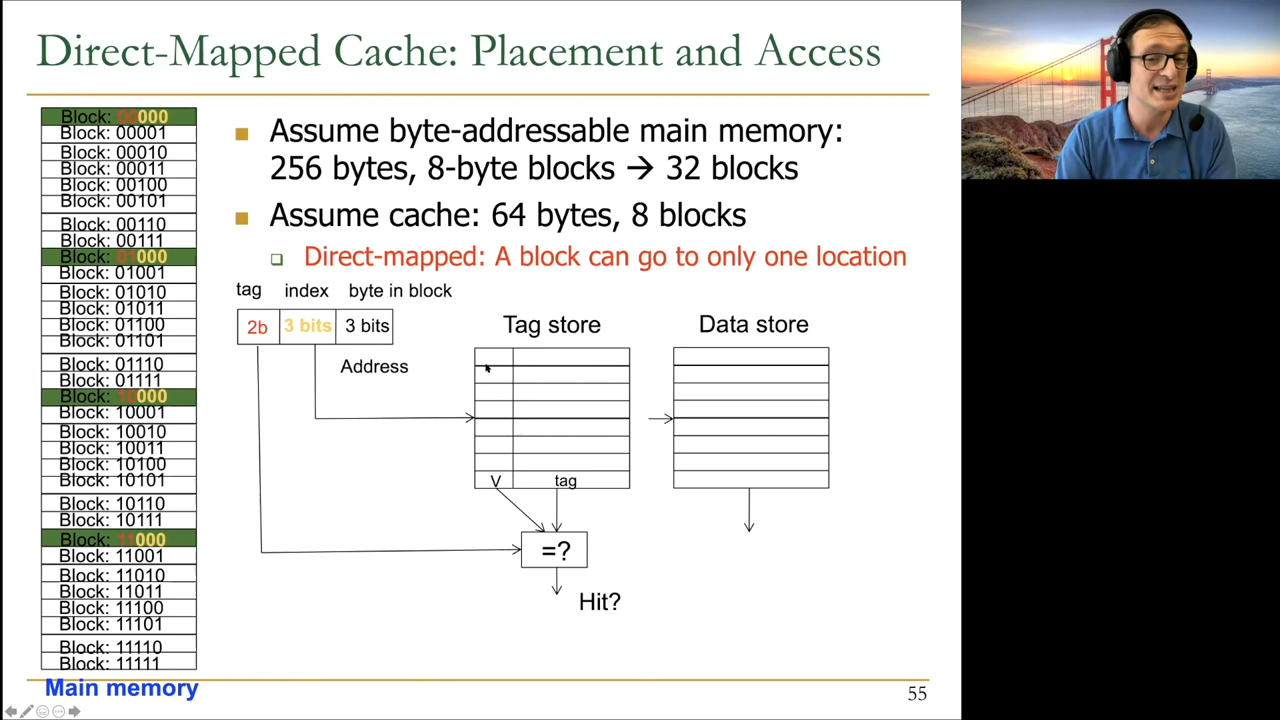 Direct-Mapped Cache: Placement and Access
Block: 00000
Block: 00001
Block: 00010
Block: 00011
Block: 00100
Block: 00101
Block: 00110
Block: 00111
Block: 01000
Block: 01001
Block: 01010
Block: 01011
Block: 01100
Block: 01101
Block: 01110
Block: 01111
Block: 10000
Block: 10001
Block: 10010
Block: 10011
Block: 10100
Block: 10101
Block: 10110
Block: 10111
Block: 11000
Block: 11001
Block: 11010
Block: 11011
Block: 11100
Block: 11101
Block: 11110
Block: 11111
Main memory
Assume byte-addressable main memory:
256 bytes, 8-byte blocks → 32 blocks
Assume cache: 64 bytes, 8 blocks
Direct-mapped: A block can go to only one location
tag index byte in block
2b 3 bits 3 bits
Address
Tag store
Data store
V tag
=?
Hit?
55